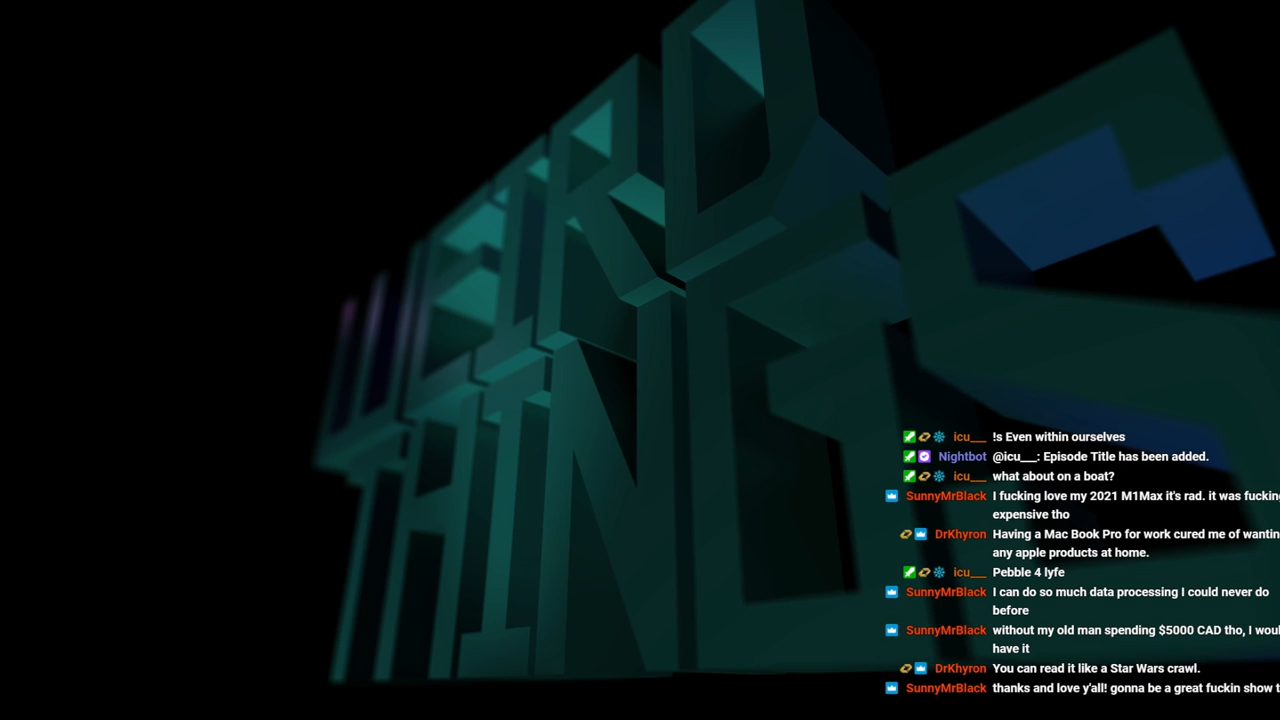 WEIRD
THINGS
icu___ !s Even within ourselves
Nightbot @icu___: Episode Title has been added.
icu___ what about on a boat?
SunnyMrBlack I fucking love my 2021 M1Max it's rad. it was
expensive tho
DrKhyron Having a Mac Book Pro for work cured me of
any apple products at home.
icu___ Pebble 4 lyfe
SunnyMrBlack I can do so much data processing I could never do
before
SunnyMrBlack without my old man spending $5000 CAD tho, I
have it
DrKhyron You can read it like a Star Wars crawl.
SunnyMrBlack thanks and love y'all! gonna be a great fuckin show